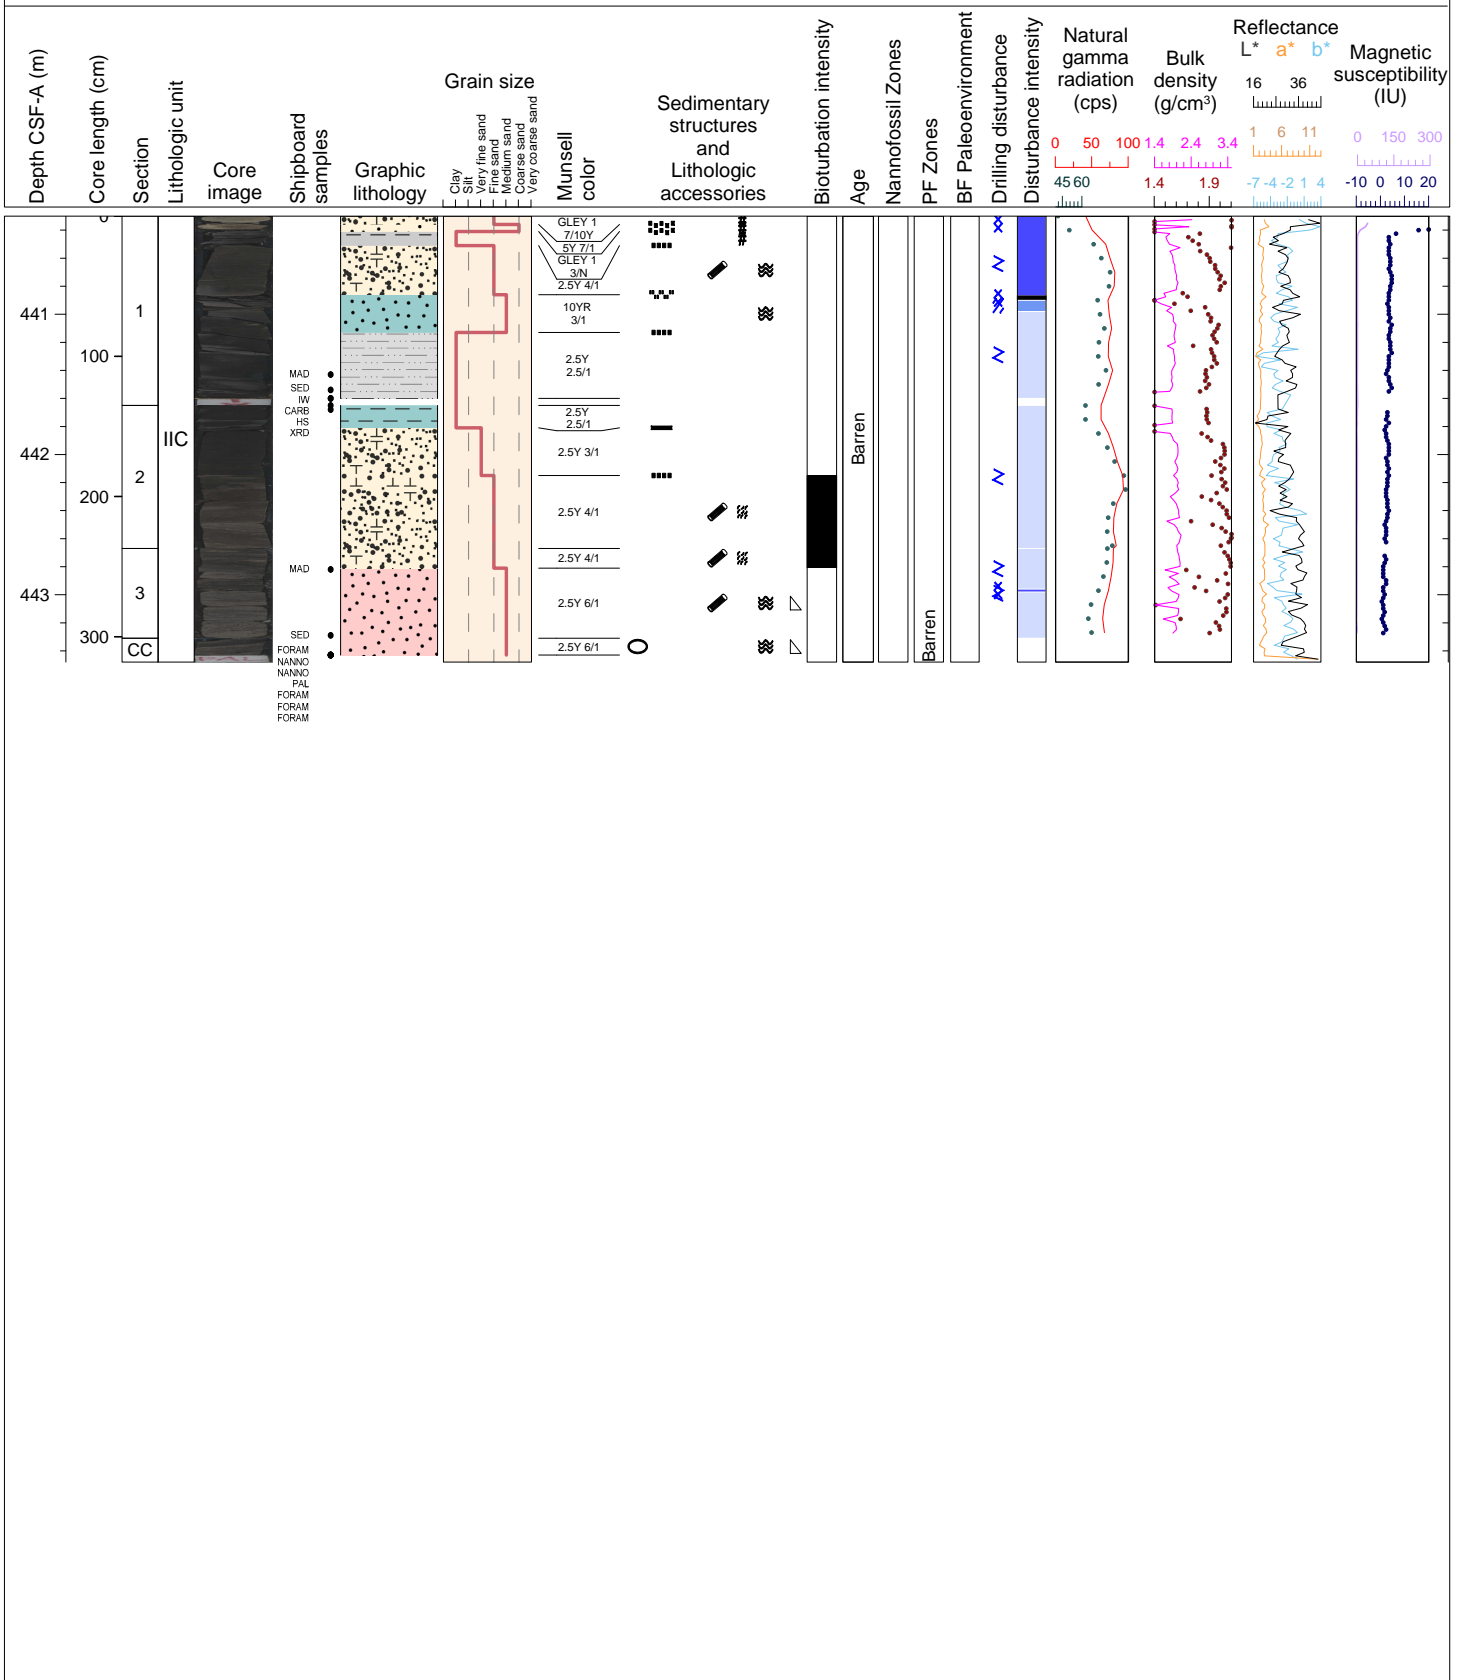 Depth CSF-A (m)
Core length (cm)
Section
Lithologic unit
Core
image
Shipboard
samples
Graphic
lithology
Grain size
Clay
Silt
Very fine sand
Fine sand
Medium sand
Coarse sand
Very coarse sand
Munsell
color
Sedimentary
structures
and
Lithologic
accessories
Bioturbation intensity
Age
Nannofossil Zones
PF Zones
BF Paleoenvironment
Drilling disturbance
Disturbance intensity
Natural
gamma
radiation
(cps)
0 50 100
45 60
Bulk
density
(g/cm³)
1.4 2.4 3.4
1.4 1.9
Reflectance
L* a* b*
16 36
1 6 11
-7 -4 -2 1 4
Magnetic
susceptibility
(IU)
0 150 300
-10 0 10 20
0
441
100
442
200
443
300
1
2
3
CC
IIC
MAD
SED
IW
CARB
HS
XRD
MAD
SED
FORAM
NANNO
NANNO
PAL
FORAM
FORAM
FORAM
GLEY 1
7/10Y
5Y 7/1
GLEY 1
3/N
2.5Y 4/1
10YR
3/1
2.5Y
2.5/1
2.5Y
2.5/1
2.5Y 3/1
2.5Y 4/1
2.5Y 4/1
2.5Y 6/1
2.5Y 6/1
Barren
Barren